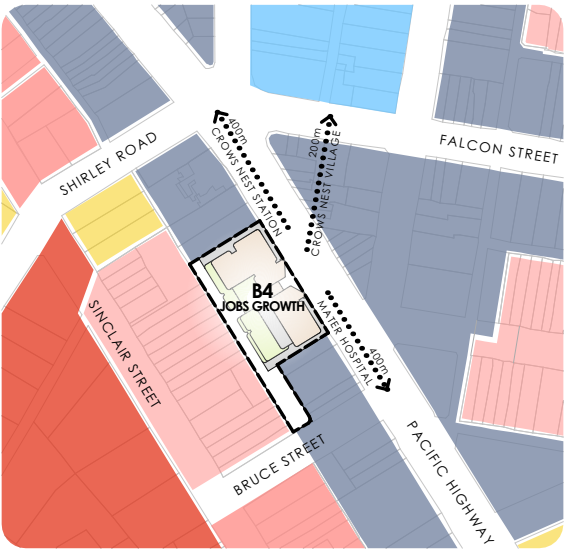 SHIRLEY ROAD
400m
CROWS NEST STATION
200m
CROWS NEST VILLAGE
FALCON STREET
B4
JOBS GROWTH
SINCLAIR STREET
MATER HOSPITAL
400m
BRUCE STREET
PACIFIC HIGHWAY